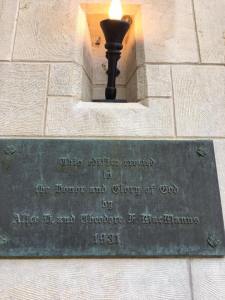 This edifice erected
to
the Honor and Glory of God
by
Alice H. and Theodore F. MacManus
1931